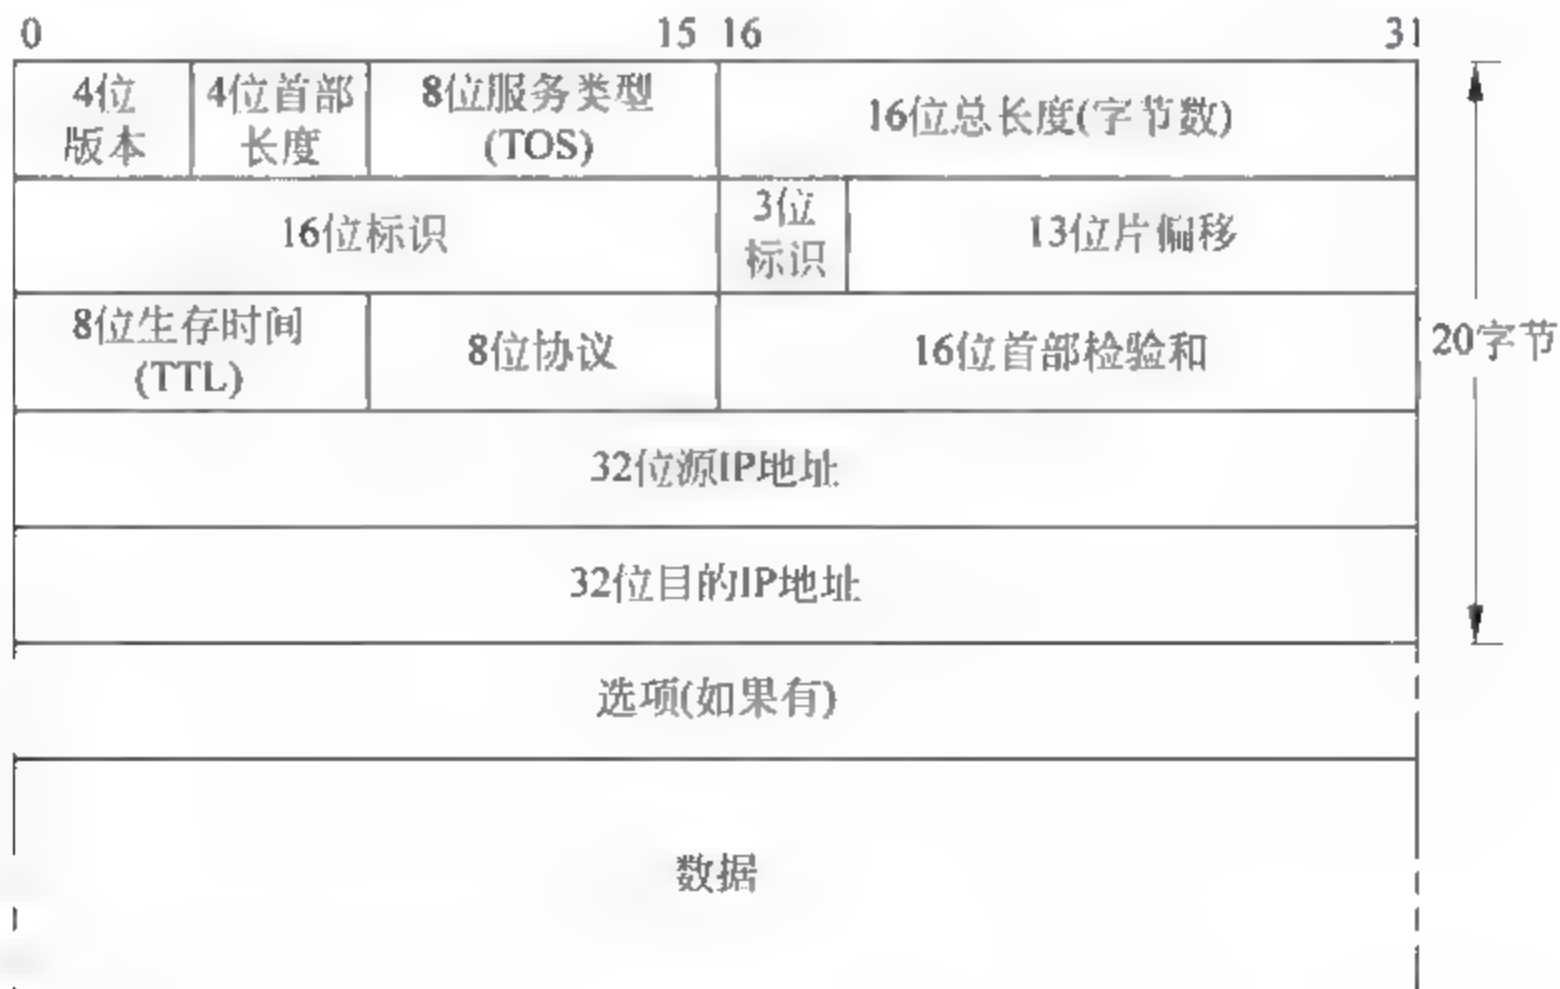 0 15 16 31
4位
版本
4位首部
长度
8位服务类型
(TOS)
16位总长度(字节数)
16位标识
3位
标识
13位片偏移
8位生存时间
(TTL)
8位协议
16位首部检验和
20字节
32位源IP地址
32位目的IP地址
选项(如果有)
数据